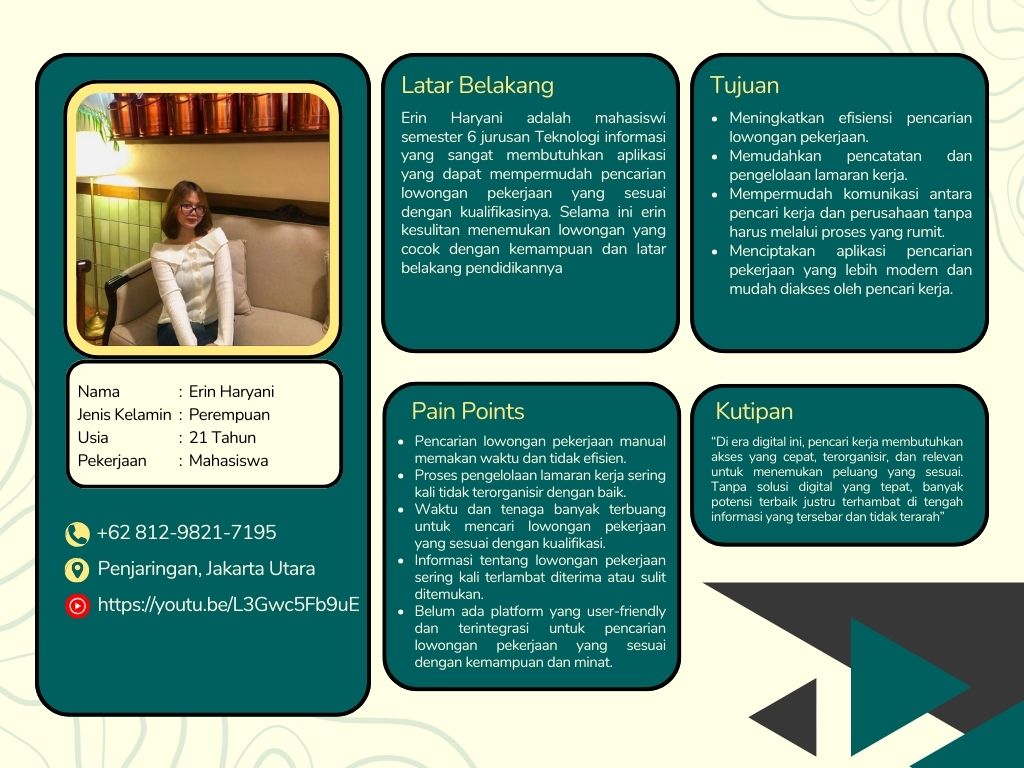 Nama : Erin Haryani
Jenis Kelamin : Perempuan
Usia : 21 Tahun
Pekerjaan : Mahasiswa
+62 812-9821-7195
Penjaringan, Jakarta Utara
https://youtu.be/L3Gwc5Fb9uE
Latar Belakang
Erin Haryani adalah mahasiswi
semester 6 jurusan Teknologi informasi
yang sangat membutuhkan aplikasi
yang dapat mempermudah pencarian
lowongan pekerjaan yang sesuai
dengan kualifikasinya. Selama ini erin
kesulitan menemukan lowongan yang
cocok dengan kemampuan dan latar
belakang pendidikannya
Tujuan
• Meningkatkan efisiensi pencarian
lowongan pekerjaan.
• Memudahkan pencatatan dan
pengelolaan lamaran kerja.
• Mempermudah komunikasi antara
pencari kerja dan perusahaan tanpa
harus melalui proses yang rumit.
• Menciptakan aplikasi pencarian
pekerjaan yang lebih modern dan
mudah diakses oleh pencari kerja.
Pain Points
• Pencarian lowongan pekerjaan manual
memakan waktu dan tidak efisien.
• Proses pengelolaan lamaran kerja sering
kali tidak terorganisir dengan baik.
• Waktu dan tenaga banyak terbuang
untuk mencari lowongan pekerjaan
yang sesuai dengan kualifikasi.
• Informasi tentang lowongan pekerjaan
sering kali terlambat diterima atau sulit
ditemukan.
• Belum ada platform yang user-friendly
dan terintegrasi untuk pencarian
lowongan pekerjaan yang sesuai
dengan kemampuan dan minat.
Kutipan
“Di era digital ini, pencari kerja membutuhkan
akses yang cepat, terorganisir, dan relevan
untuk menemukan peluang yang sesuai.
Tanpa solusi digital yang tepat, banyak
potensi terbaik justru terhambat di tengah
informasi yang tersebar dan tidak terarah”